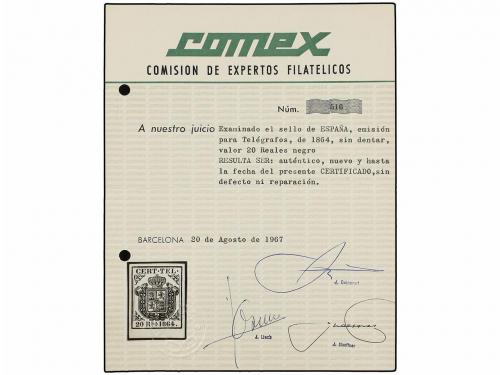 comex
COMISION DE EXPERTOS FILATELICOS
Núm. 516
A nuestro juicio Examinado el sello de ESPAÑA, emisión
para Telégrafos, de 1864, sin dentar,
valor 20 Reales negro
RESULTA SER: auténtico, nuevo y hasta
la fecha del presente CERTIFICADO,sin
defecto ni reparación.
BARCELONA 20 de Agosto de 1967
CERT.TEL.
20 Rs 1864.